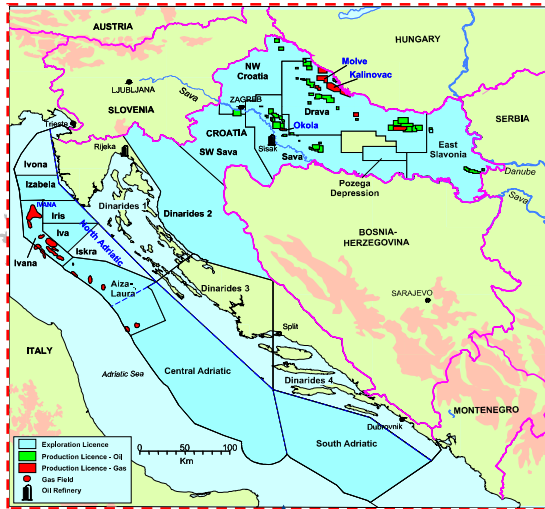 AUSTRIA
HUNGARY
NW
Croatia
Molve
Kalinovac
LJUBLJANA
Sava
ZAGREB
SLOVENIA
Drava
SERBIA
Trieste
CROATIA
Okola
Rijeka
Sisak
East
Slavonia
SW Sava
Sava
Ivona
Danube
Izabela
Pozega
Depression
Sava
IVANA
Dinarides 1
Dinarides 2
Iris
North Adriatic
Iva
BOSNIA-
HERZEGOVINA
Iskra
Ivana
Aiza-
Laura
Dinarides 3
SARAJEVO
Split
ITALY
Adriatic Sea
Central Adriatic
Dinarides 4
MONTENEGRO
Dubrovnik
South Adriatic
Exploration Licence
Production Licence - Oil
Production Licence - Gas
Gas Field
Oil Refinery
0 50 100
Km